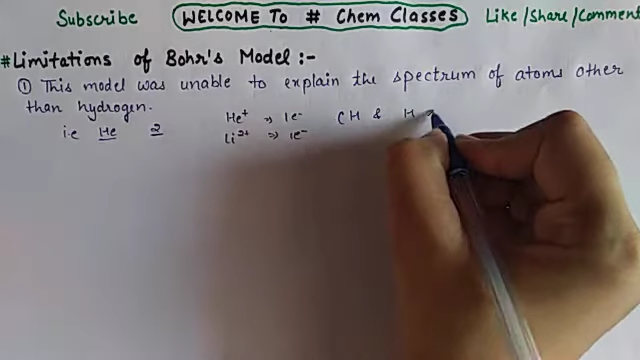 Subscribe WELCOME To # Chem Classes Like/Share/Comment
#Limitations of Bohr's Model :-
① This model was unable to explain the spectrum of atoms other
than hydrogen.
i.e He 2 He⁺ ⇒ 1e⁻ (H & H
Li²⁺ ⇒ 1e⁻